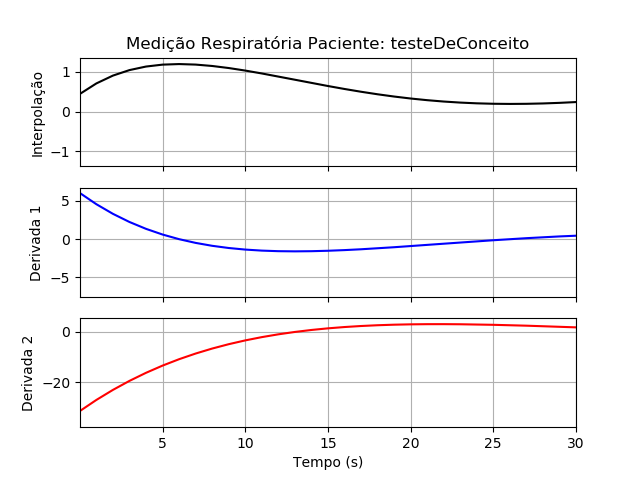 Medição Respiratória Paciente: testeDeConceito
Interpolação
1
0
−1
Derivada 1
5
0
−5
Derivada 2
0
−20
5 10 15 20 25 30
Tempo (s)